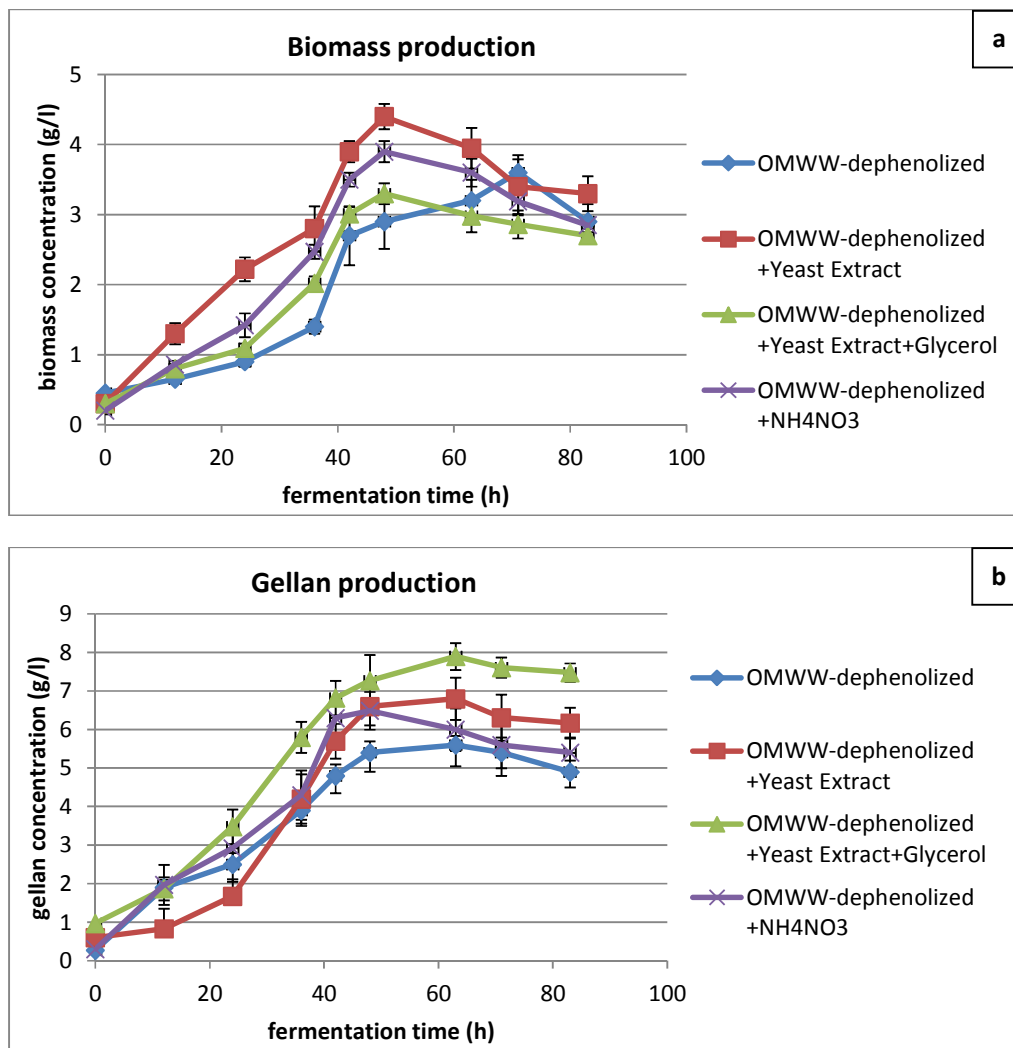 a
Biomass production
5
4
3
2
1
0
biomass concentration (g/l)
0 20 40 60 80 100
fermentation time (h)
OMWW-dephenolized
OMWW-dephenolized
+Yeast Extract
OMWW-dephenolized
+Yeast Extract+Glycerol
OMWW-dephenolized
+NH4NO3
b
Gellan production
9
8
7
6
5
4
3
2
1
0
gellan concentration (g/l)
0 20 40 60 80 100
fermentation time (h)
OMWW-dephenolized
OMWW-dephenolized
+Yeast Extract
OMWW-dephenolized
+Yeast Extract+Glycerol
OMWW-dephenolized
+NH4NO3